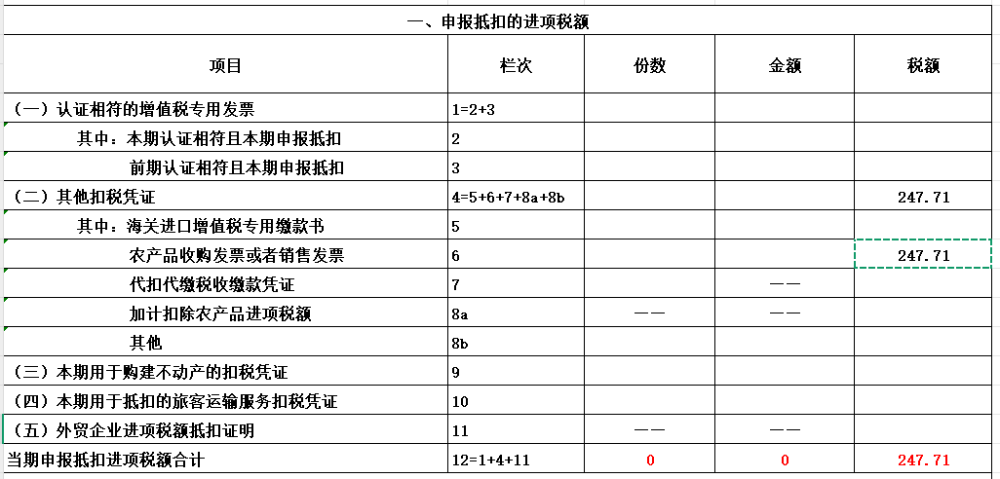 一、申报抵扣的进项税额
项目 栏次 份数 金额 税额
（一）认证相符的增值税专用发票 1=2+3
其中：本期认证相符且本期申报抵扣 2
前期认证相符且本期申报抵扣 3
（二）其他扣税凭证 4=5+6+7+8a+8b 247.71
其中：海关进口增值税专用缴款书 5
农产品收购发票或者销售发票 6 247.71
代扣代缴税收缴款凭证 7 ——
加计扣除农产品进项税额 8a —— ——
其他 8b
（三）本期用于购建不动产的扣税凭证 9
（四）本期用于抵扣的旅客运输服务扣税凭证 10
（五）外贸企业进项税额抵扣证明 11 —— ——
当期申报抵扣进项税额合计 12=1+4+11 0 0 247.71